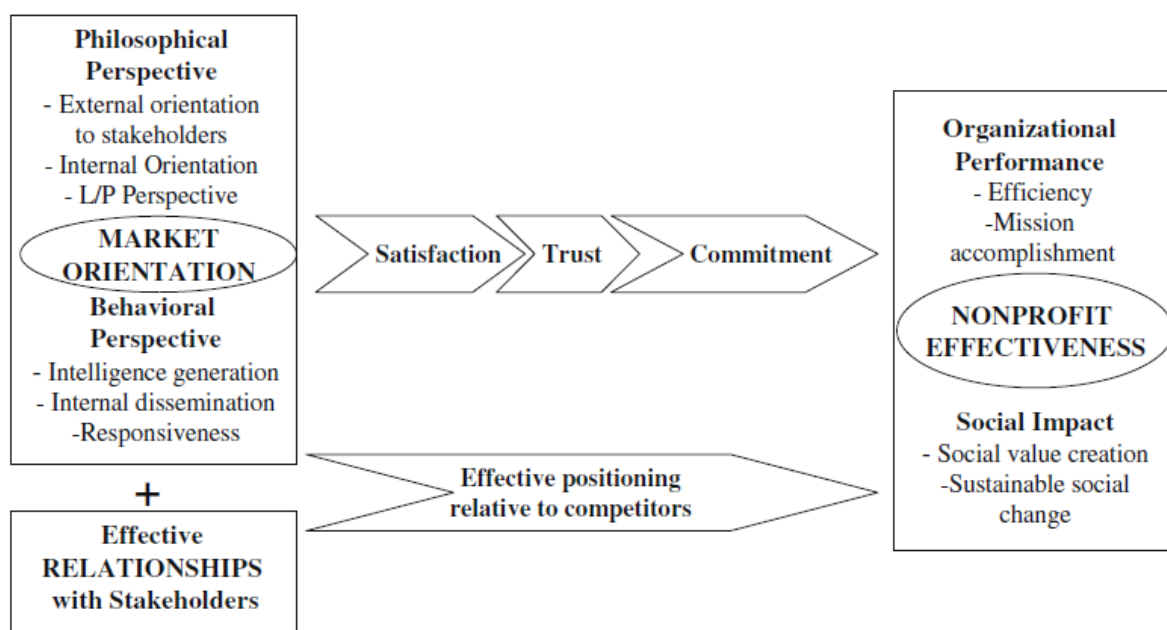 Philosophical
Perspective
- External orientation
to stakeholders
- Internal Orientation
- L/P Perspective
MARKET
ORIENTATION
Behavioral
Perspective
- Intelligence generation
- Internal dissemination
-Responsiveness
+
Effective
RELATIONSHIPS
with Stakeholders
Satisfaction
Trust
Commitment
Effective positioning
relative to competitors
Organizational
Performance
- Efficiency
-Mission
accomplishment
NONPROFIT
EFFECTIVENESS
Social Impact
- Social value creation
-Sustainable social
change